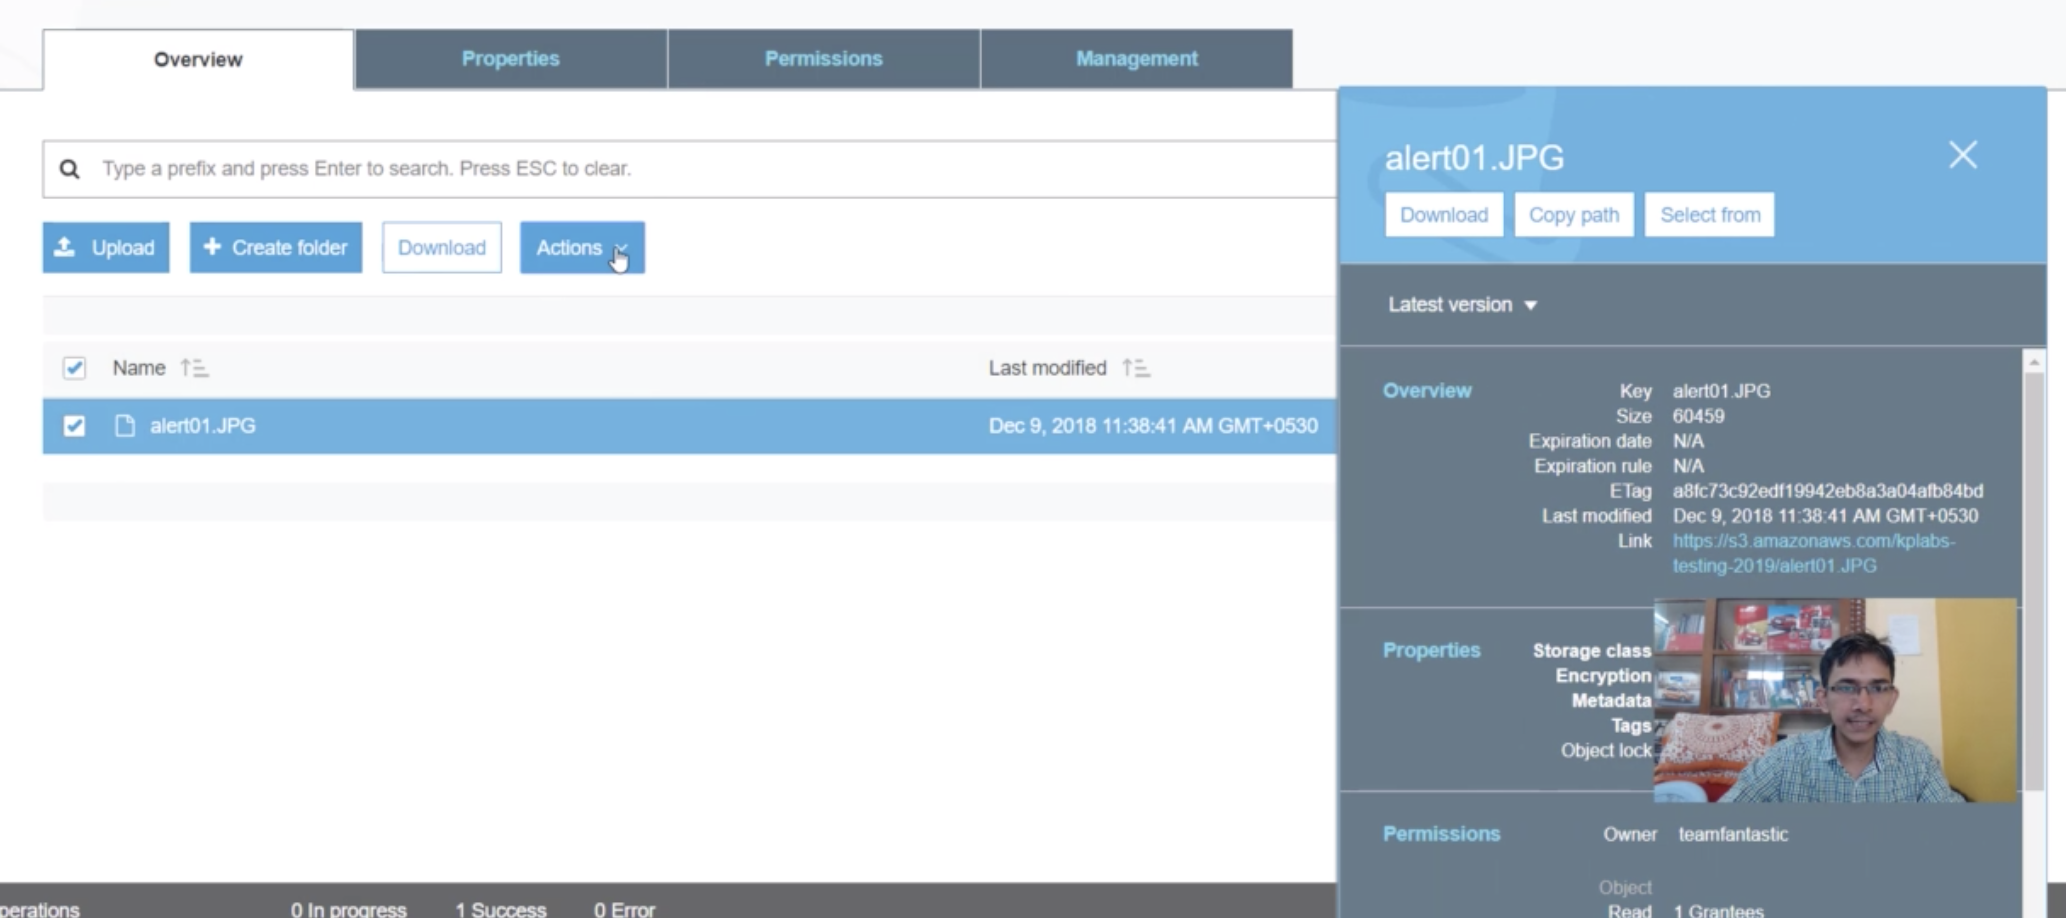 Overview
Properties
Permissions
Management
Type a prefix and press Enter to search. Press ESC to clear.
Upload
Create folder
Download
Actions
Name
Last modified
alert01.JPG
Dec 9, 2018 11:38:41 AM GMT+0530
0 In progress
1 Success
0 Error
alert01.JPG
Download
Copy path
Select from
Latest version
Overview
Key alert01.JPG
Size 60459
Expiration date N/A
Expiration rule N/A
ETag a8fc73c92edf19942eb8a3a04afb84bd
Last modified Dec 9, 2018 11:38:41 AM GMT+0530
Link https://s3.amazonaws.com/kplabs-
testing-2019/alert01.JPG
Properties
Storage class
Encryption
Metadata
Tags
Object lock
Permissions
Owner teamfantastic
Object
Read 1 Grantees